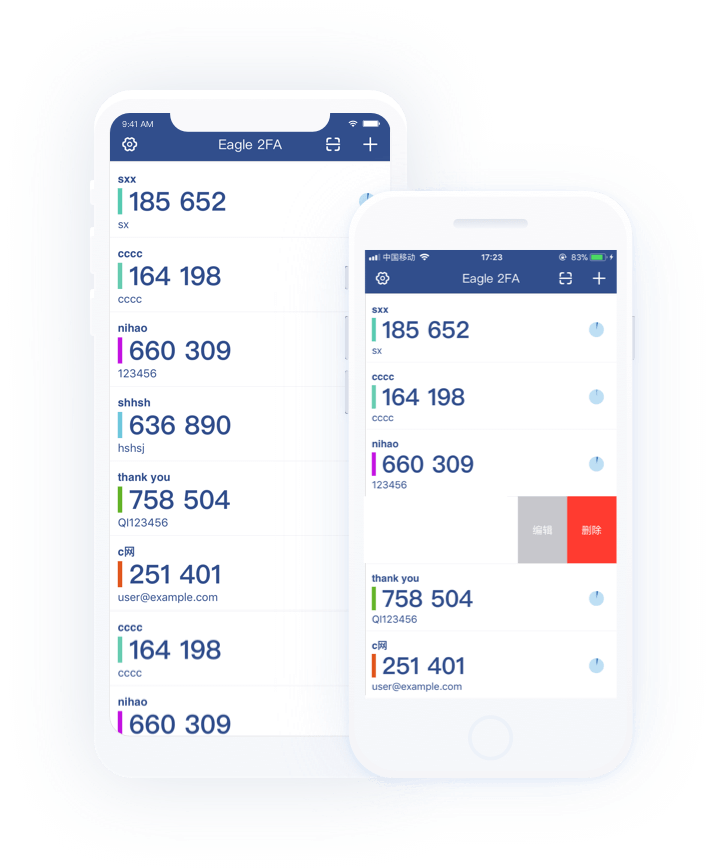 9:41 AM
Eagle 2FA
sxx
185 652
sx
cccc
164 198
cccc
nihao
660 309
123456
shhsh
636 890
hshsj
thank you
758 504
QI123456
c网
251 401
user@example.com
cccc
164 198
cccc
nihao
660 309
中国移动 17:23 83%
Eagle 2FA
sxx
185 652
sx
cccc
164 198
cccc
nihao
660 309
123456
编辑 删除
thank you
758 504
QI123456
c网
251 401
user@example.com